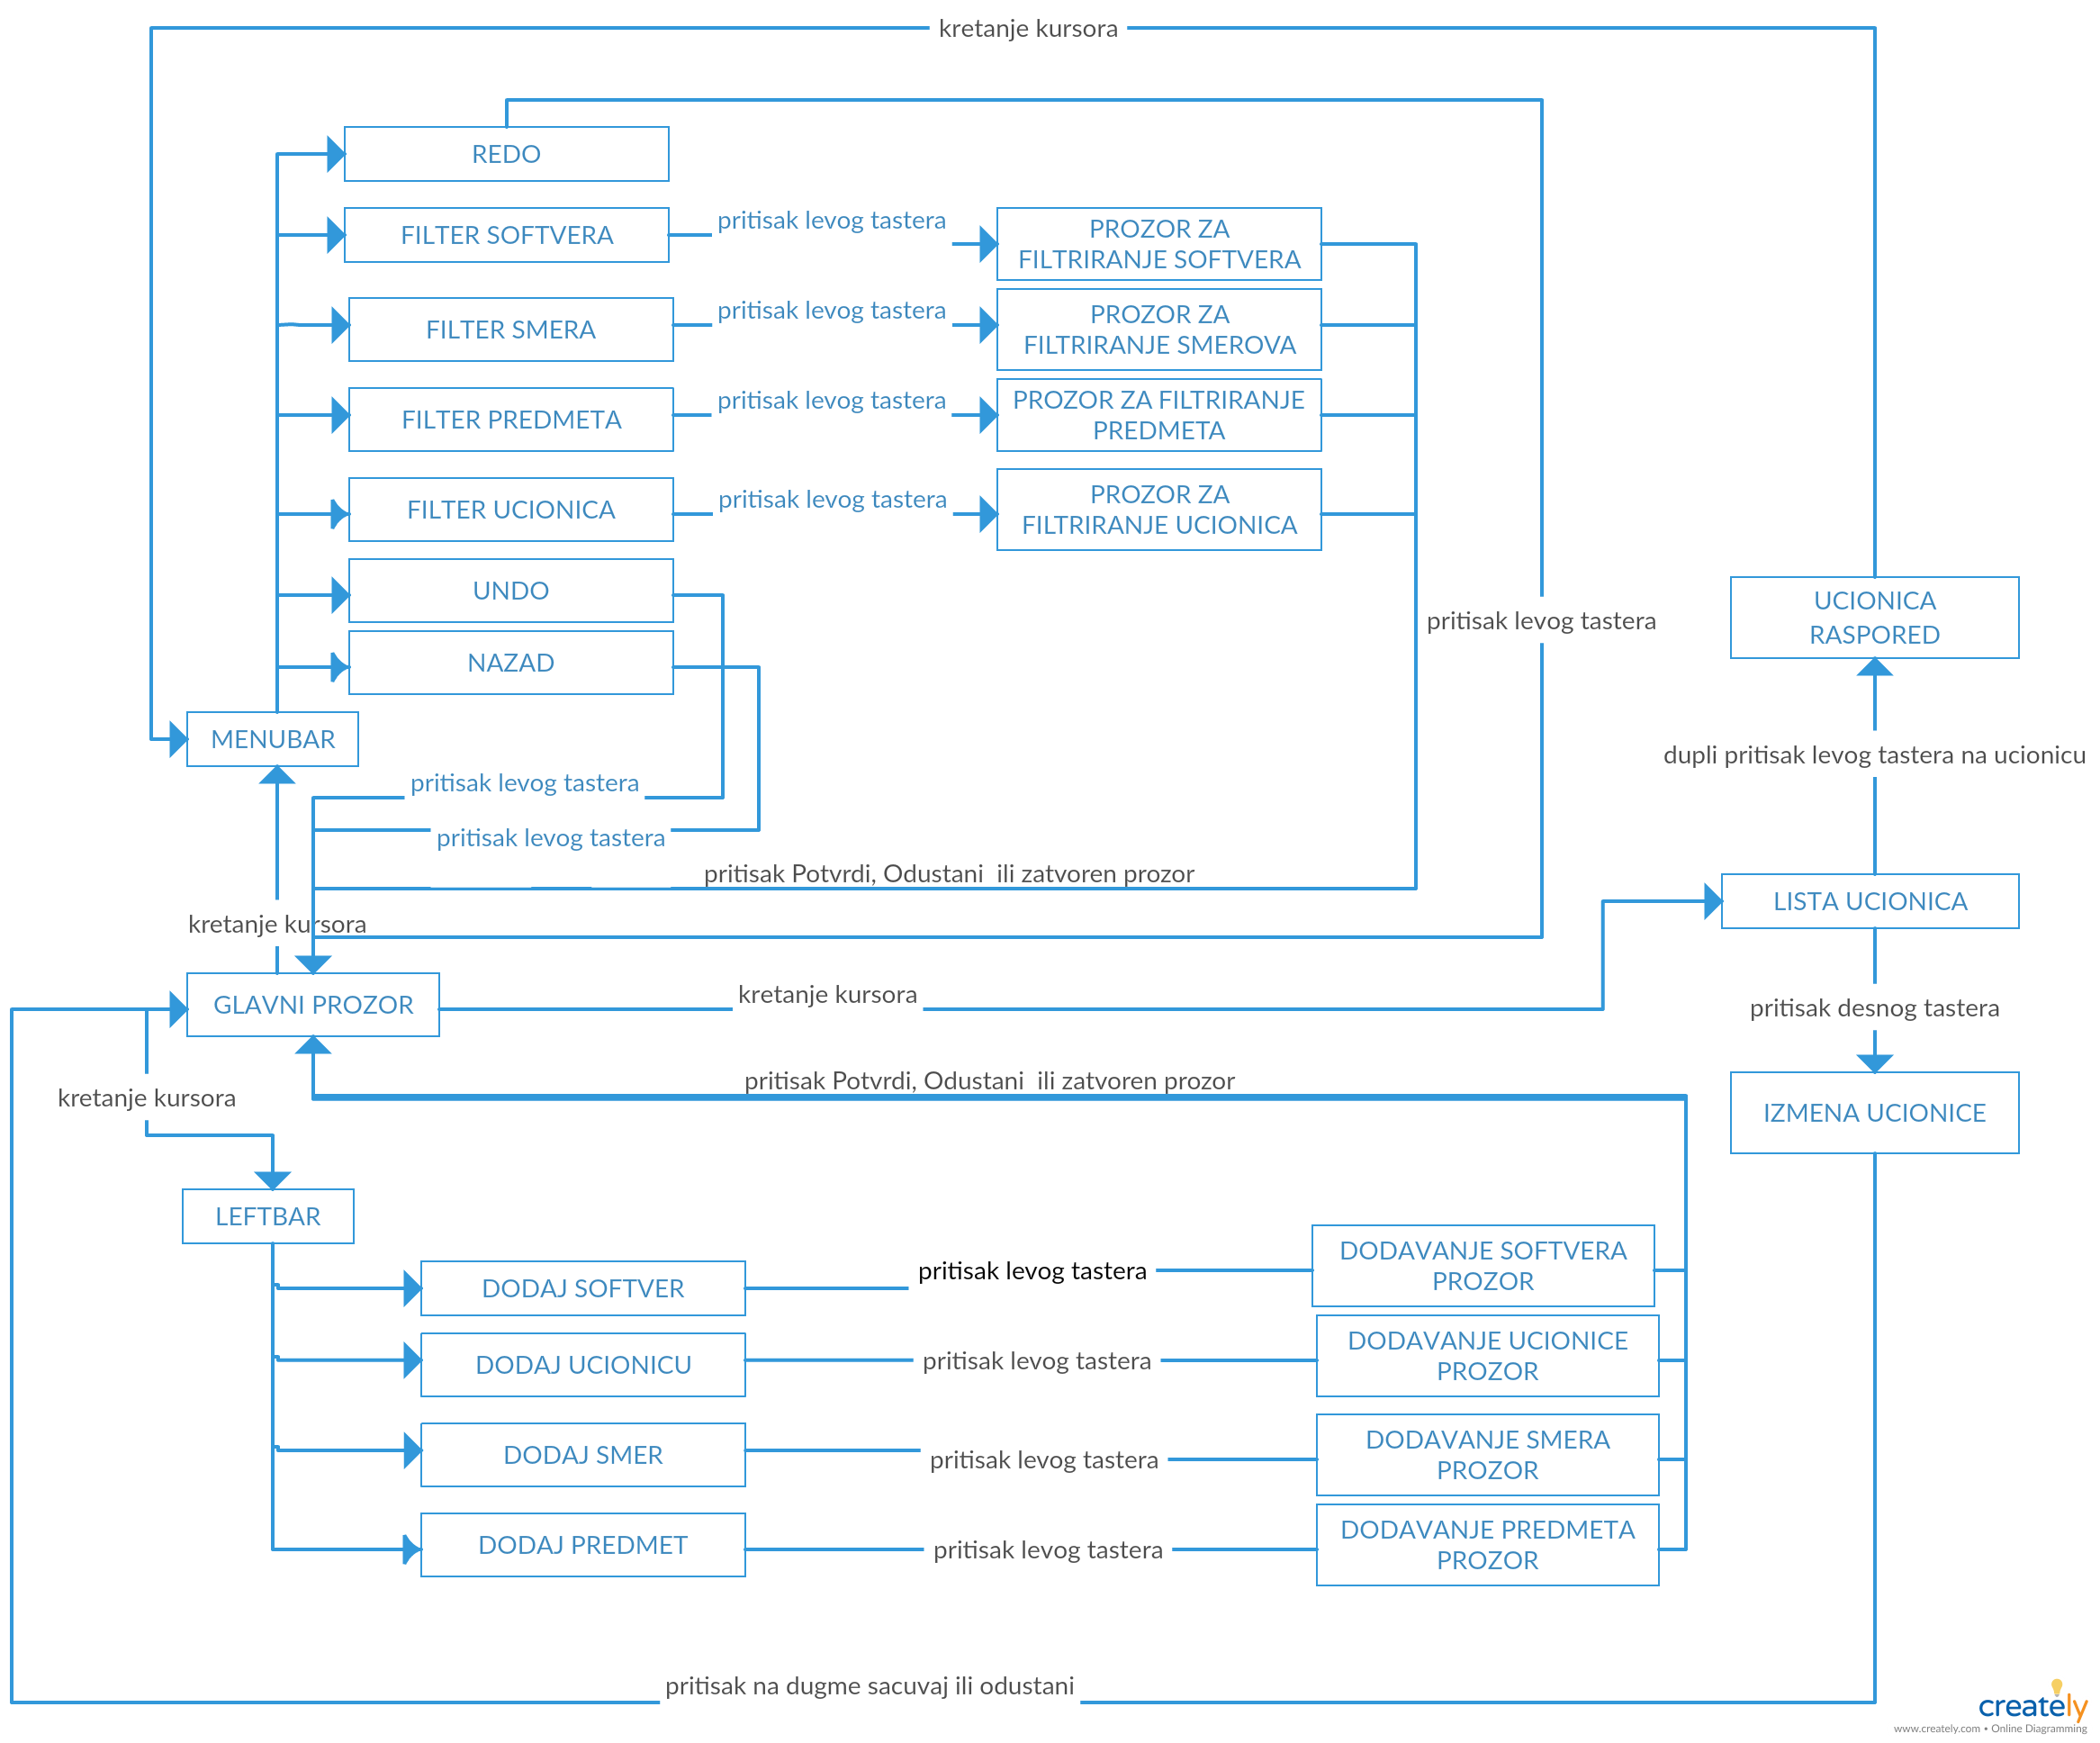 kretanje kursora
REDO
FILTER SOFTVERA
pritisak levog tastera
PROZOR ZA
FILTRIRANJE SOFTVERA
FILTER SMERA
pritisak levog tastera
PROZOR ZA
FILTRIRANJE SMEROVA
FILTER PREDMETA
pritisak levog tastera
PROZOR ZA FILTRIRANJE
PREDMETA
FILTER UCIONICA
pritisak levog tastera
PROZOR ZA
FILTRIRANJE UCIONICA
UNDO
pritisak levog tastera
UCIONICA
RASPORED
NAZAD
MENUBAR
dupli pritisak levog tastera na ucionicu
pritisak levog tastera
pritisak levog tastera
pritisak Potvrdi, Odustani  ili zatvoren prozor
LISTA UCIONICA
kretanje kursora
GLAVNI PROZOR
kretanje kursora
pritisak desnog tastera
kretanje kursora
pritisak Potvrdi, Odustani  ili zatvoren prozor
IZMENA UCIONICE
LEFTBAR
DODAJ SOFTVER
pritisak levog tastera
DODAVANJE SOFTVERA
PROZOR
DODAJ UCIONICU
pritisak levog tastera
DODAVANJE UCIONICE
PROZOR
DODAJ SMER
pritisak levog tastera
DODAVANJE SMERA
PROZOR
DODAJ PREDMET
pritisak levog tastera
DODAVANJE PREDMETA
PROZOR
pritisak na dugme sacuvaj ili odustani
creately
www.creately.com • Online Diagramming